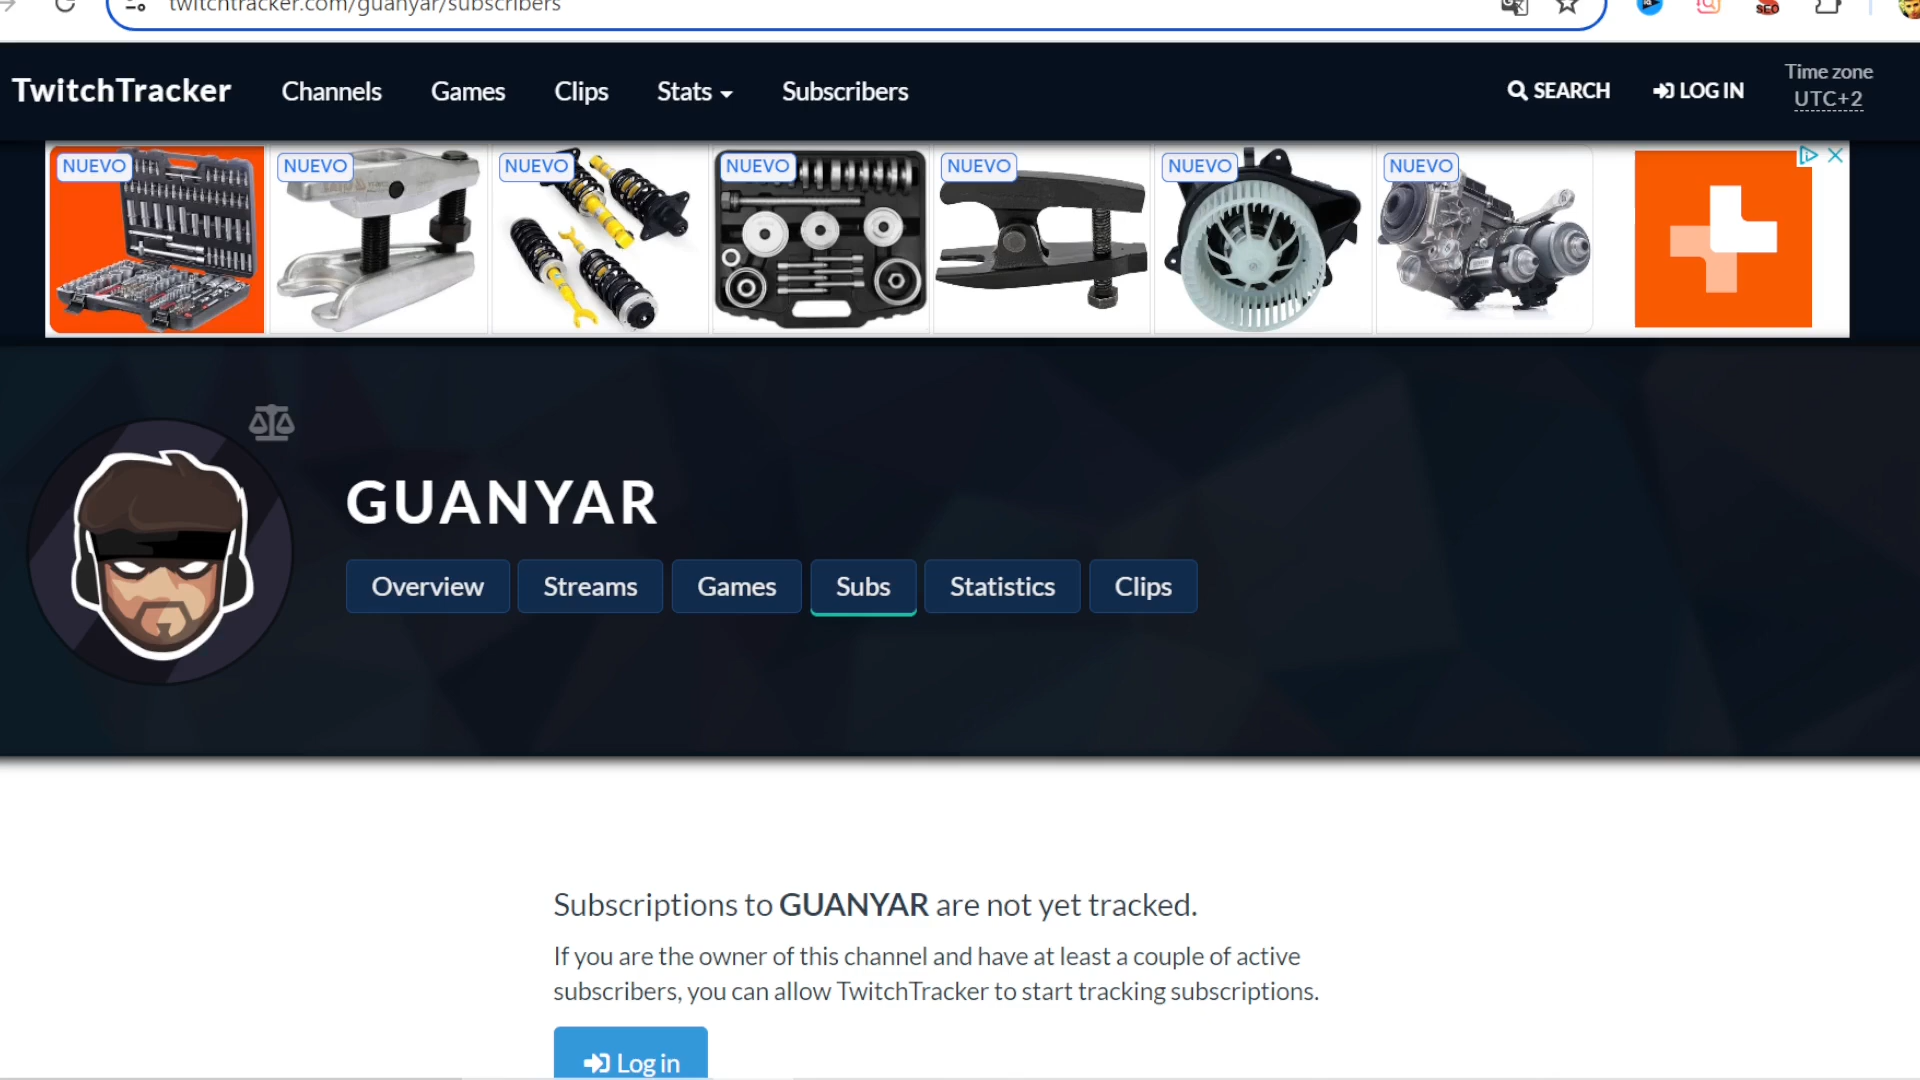 twitchtracker.com/guanyar/subscribers
SEO
TwitchTracker Channels Games Clips Stats Subscribers SEARCH LOG IN Time zone
UTC+2
NUEVO NUEVO NUEVO NUEVO NUEVO NUEVO NUEVO
GUANYAR
Overview Streams Games Subs Statistics Clips
Subscriptions to GUANYAR are not yet tracked.
If you are the owner of this channel and have at least a couple of active
subscribers, you can allow TwitchTracker to start tracking subscriptions.
Log in